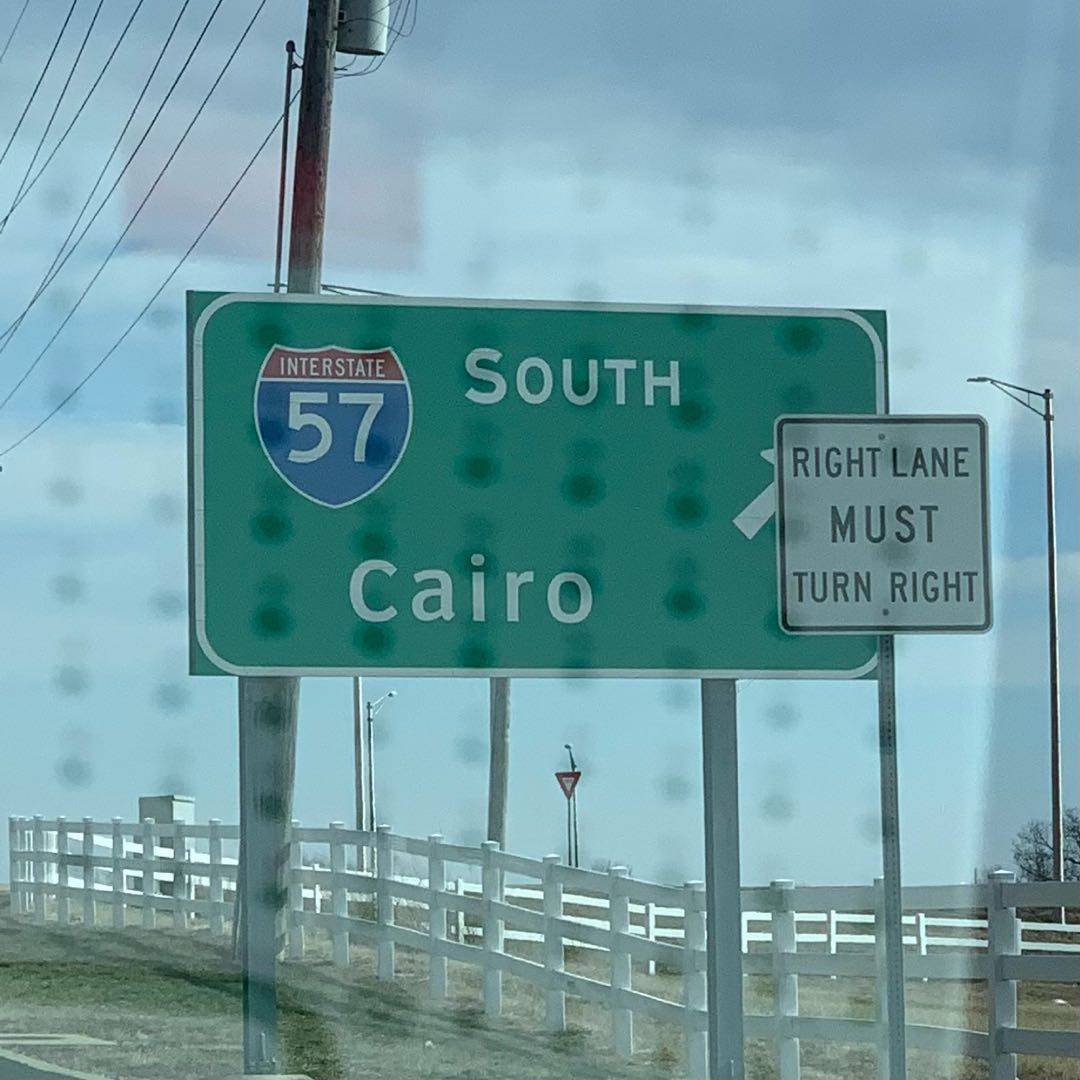 INTERSTATE
57
SOUTH
Cairo
RIGHT LANE
MUST
TURN RIGHT